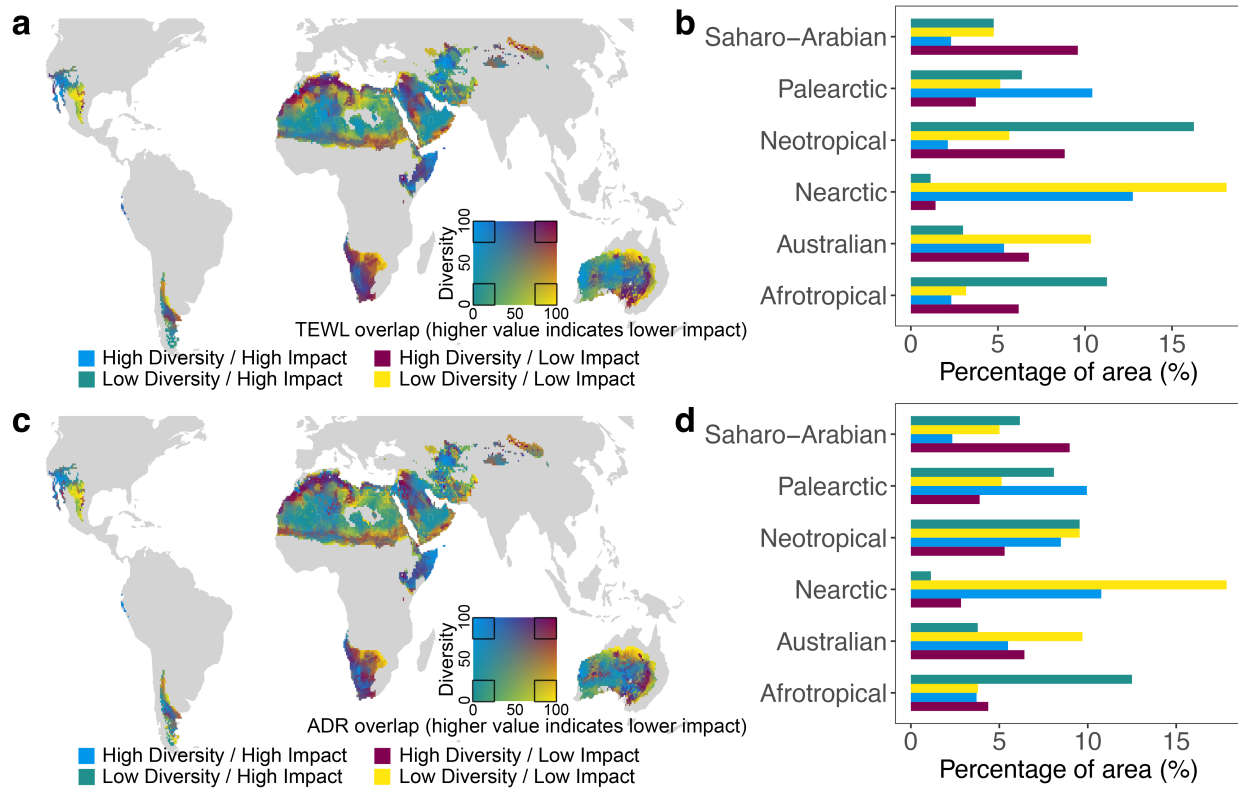 a
Diversity
0 50 100
0 50 100
TEWL overlap (higher value indicates lower impact)
High Diversity / High Impact
High Diversity / Low Impact
Low Diversity / High Impact
Low Diversity / Low Impact
b
Saharo−Arabian
Palearctic
Neotropical
Nearctic
Australian
Afrotropical
0 5 10 15
Percentage of area (%)
c
Diversity
0 50 100
0 50 100
ADR overlap (higher value indicates lower impact)
High Diversity / High Impact
High Diversity / Low Impact
Low Diversity / High Impact
Low Diversity / Low Impact
d
Saharo−Arabian
Palearctic
Neotropical
Nearctic
Australian
Afrotropical
0 5 10 15
Percentage of area (%)